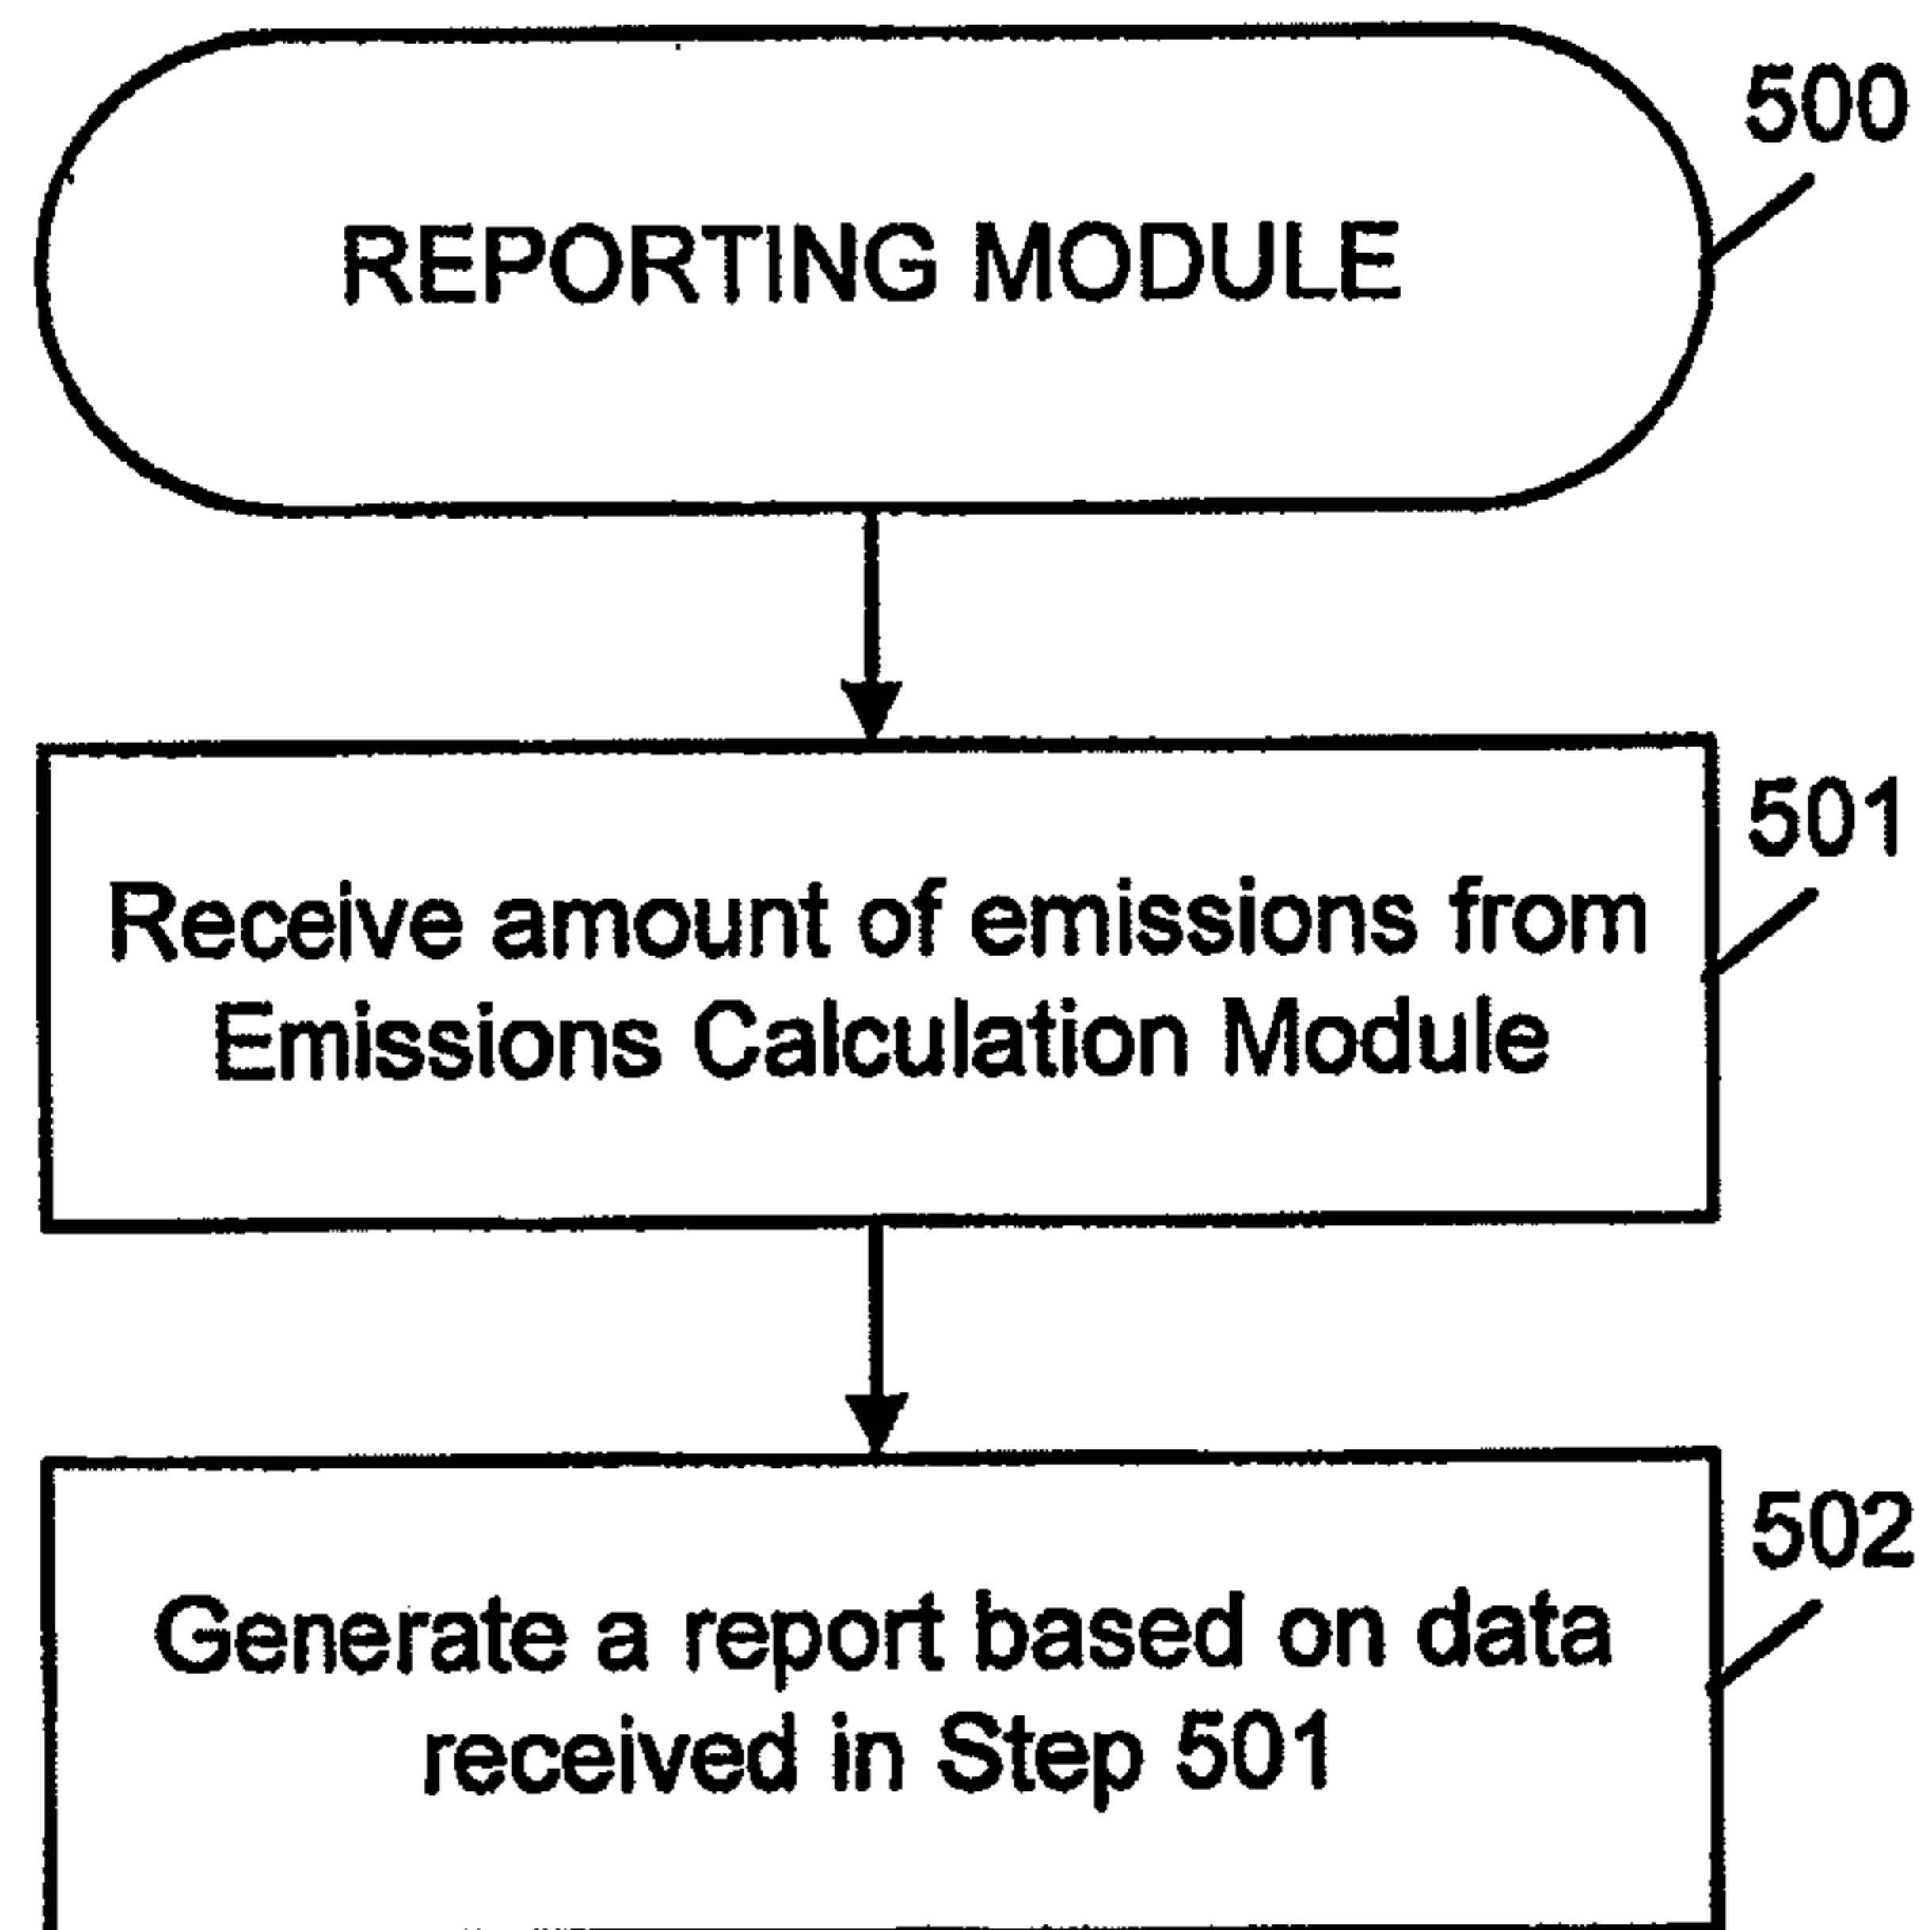 500
REPORTING MODULE
501
Receive amount of emissions from
Emissions Calculation Module
502
Generate a report based on data
received in Step 501